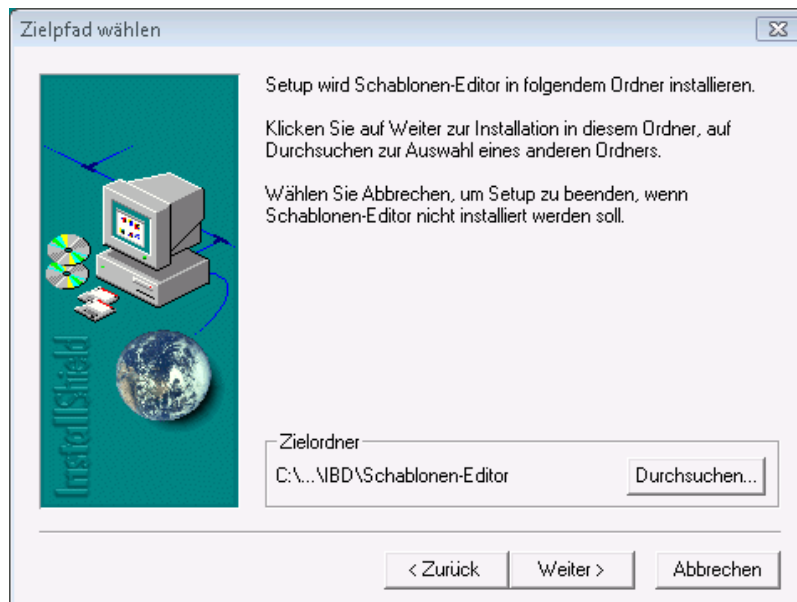 Zielpfad wählen
Setup wird Schablonen-Editor in folgendem Ordner installieren.
Klicken Sie auf Weiter zur Installation in diesem Ordner, auf
Durchsuchen zur Auswahl eines anderen Ordners.
Wählen Sie Abbrechen, um Setup zu beenden, wenn
Schablonen-Editor nicht installiert werden soll.
InstallShield
Zielordner
C:\...\IBD\Schablonen-Editor
Durchsuchen...
< Zurück
Weiter >
Abbrechen